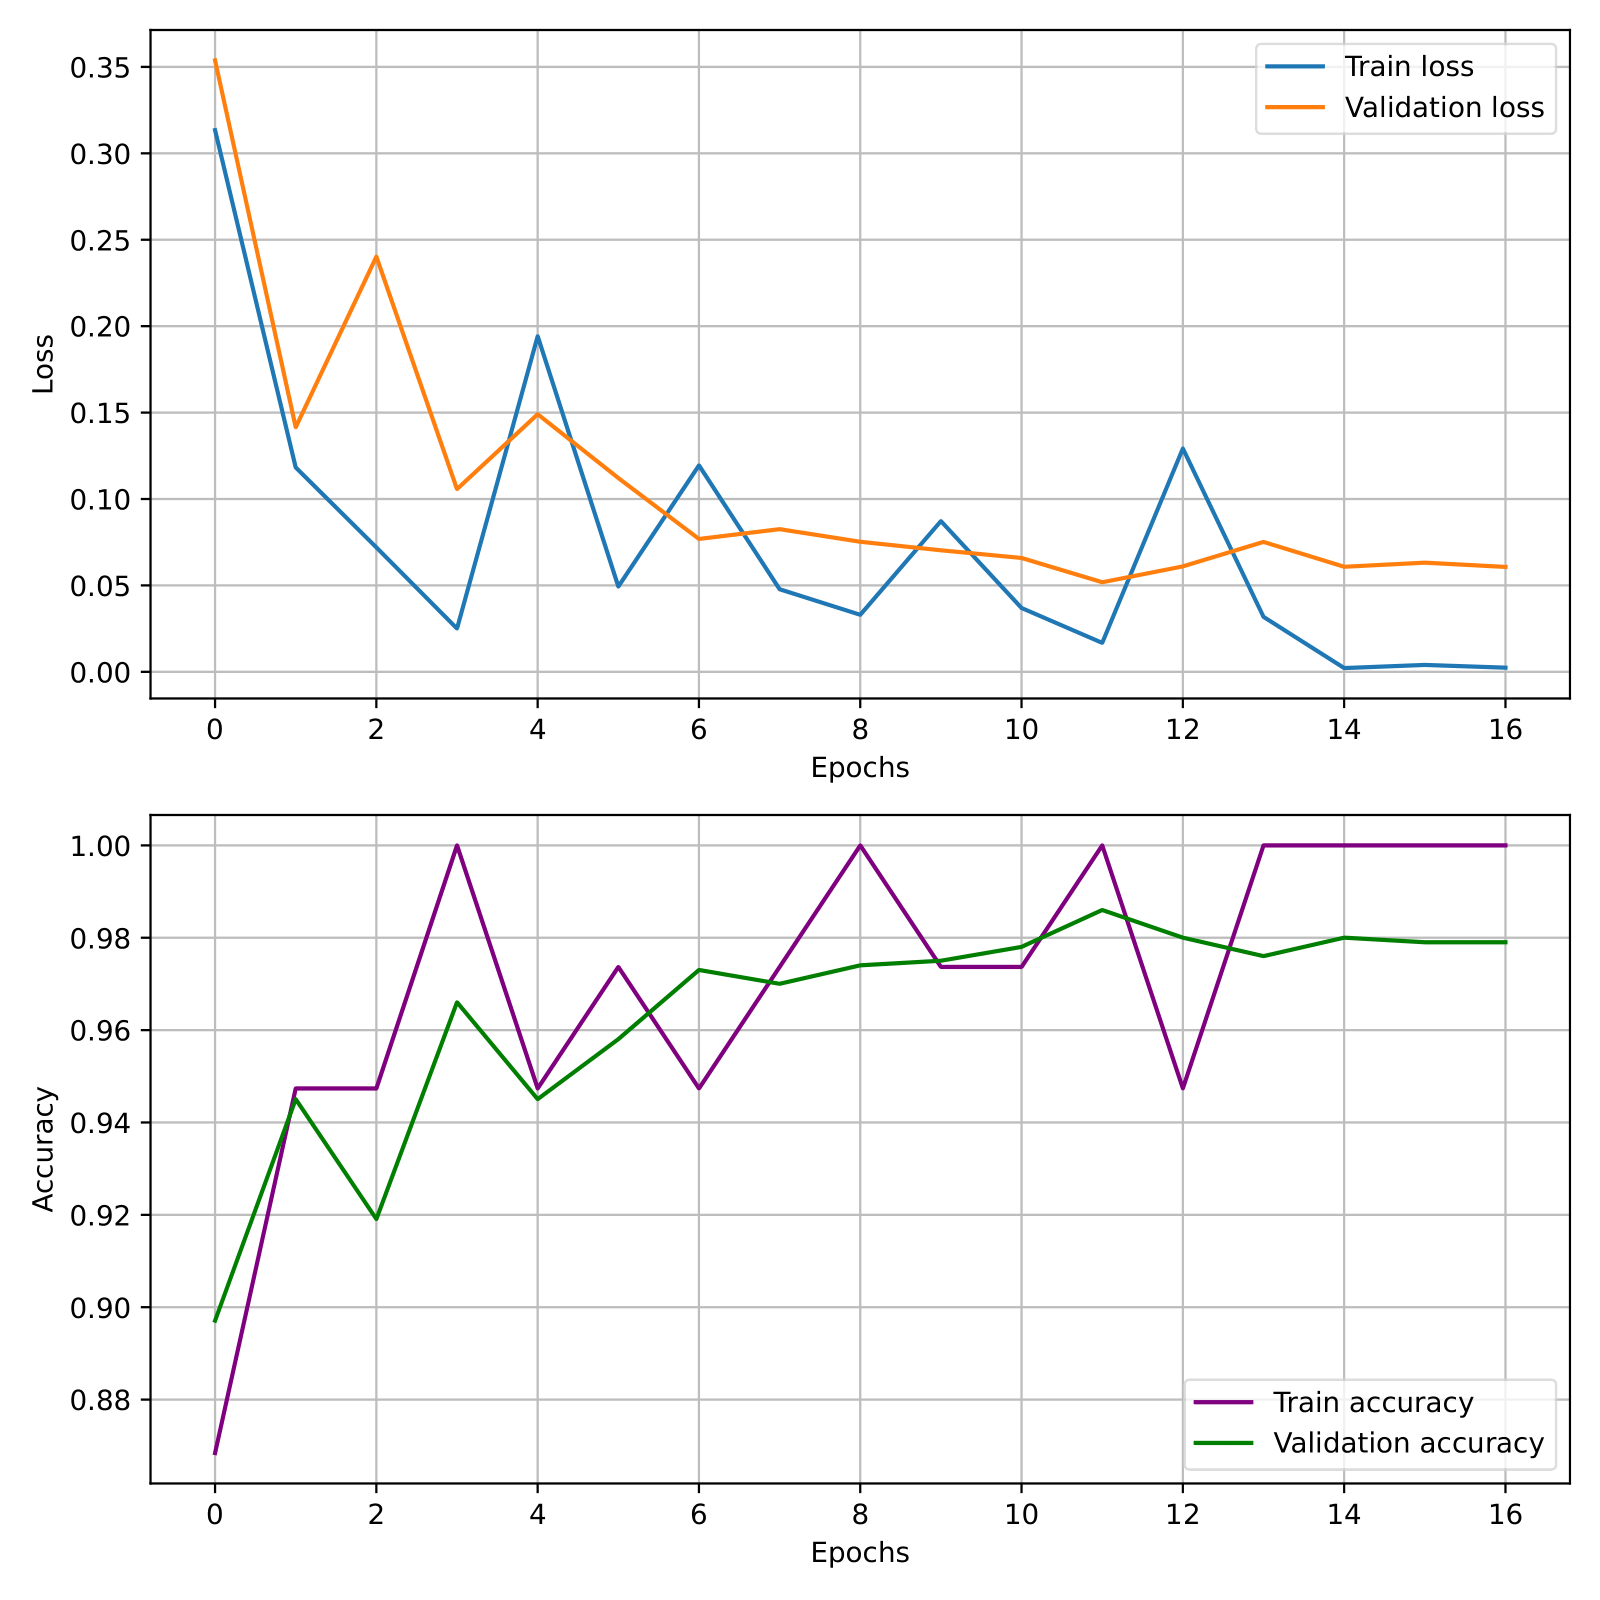 0.35
0.30
0.25
0.20
0.15
0.10
0.05
0.00
Loss
Train loss
Validation loss
0 2 4 6 8 10 12 14 16
Epochs
1.00
0.98
0.96
0.94
0.92
0.90
0.88
Accuracy
Train accuracy
Validation accuracy
0 2 4 6 8 10 12 14 16
Epochs